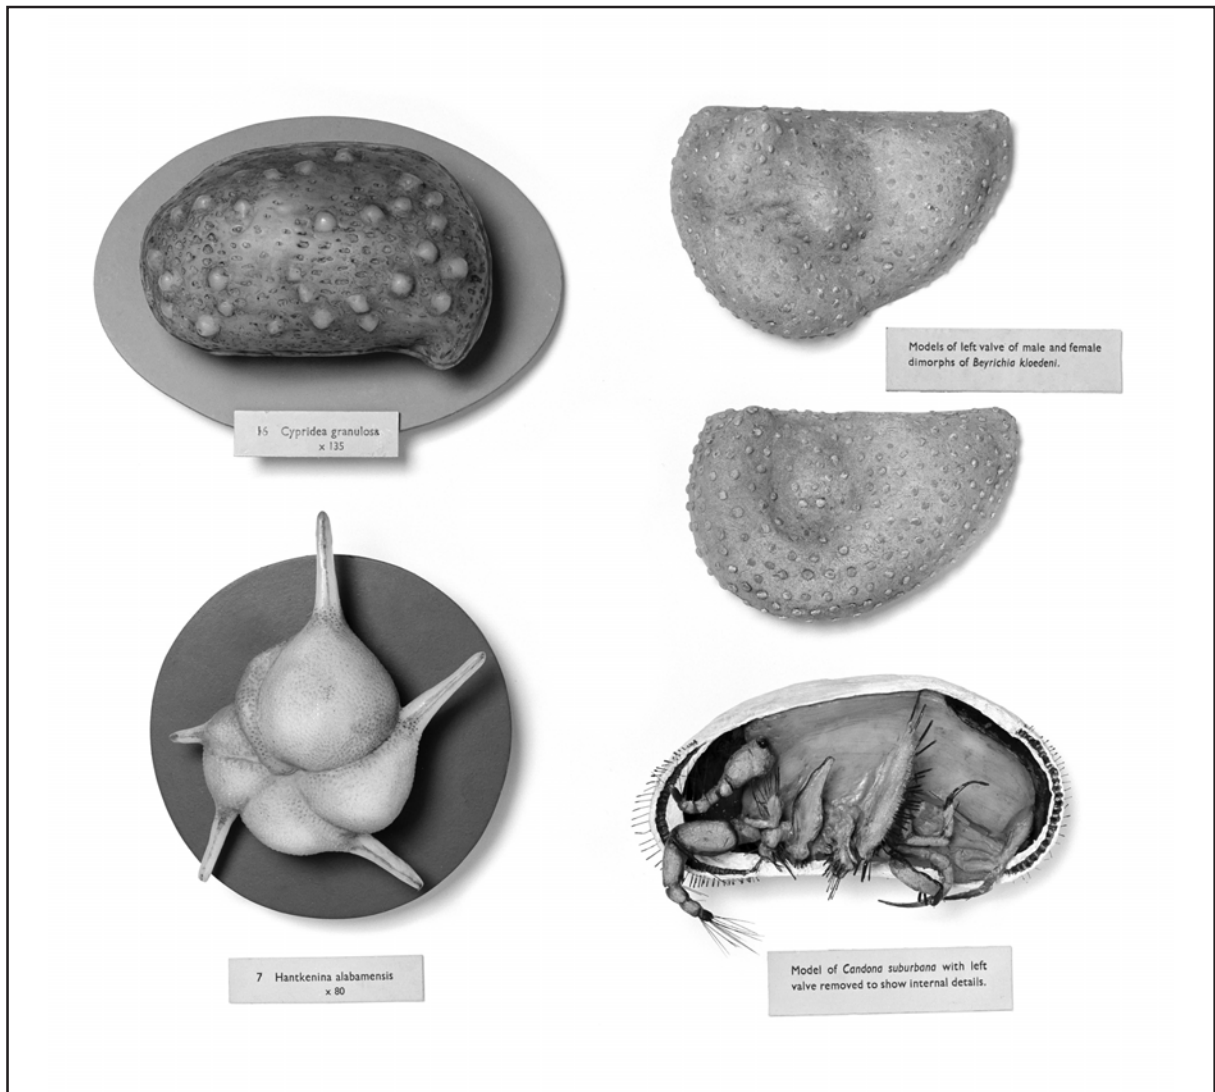 16 Cypridea granulosa
x 135
Models of left valve of male and female
dimorphs of Beyrichia kloedeni.
7 Hantkenina alabamensis
x 80
Model of Candona suburbana with left
valve removed to show internal details.